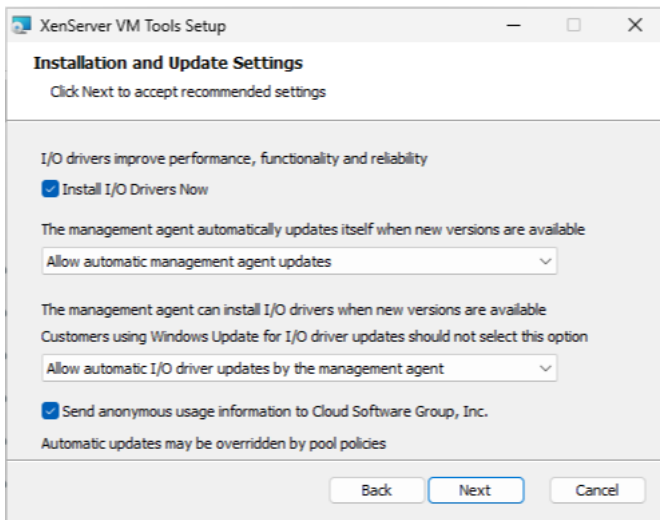 XenServer VM Tools Setup
Installation and Update Settings
Click Next to accept recommended settings
I/O drivers improve performance, functionality and reliability
Install I/O Drivers Now
The management agent automatically updates itself when new versions are available
Allow automatic management agent updates
The management agent can install I/O drivers when new versions are available
Customers using Windows Update for I/O driver updates should not select this option
Allow automatic I/O driver updates by the management agent
Send anonymous usage information to Cloud Software Group, Inc.
Automatic updates may be overridden by pool policies
Back Next Cancel